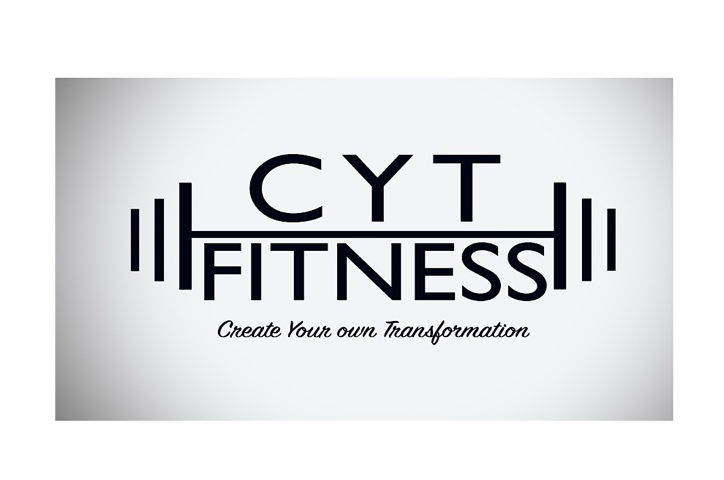 CYT
FITNESS
Create Your own Transformation